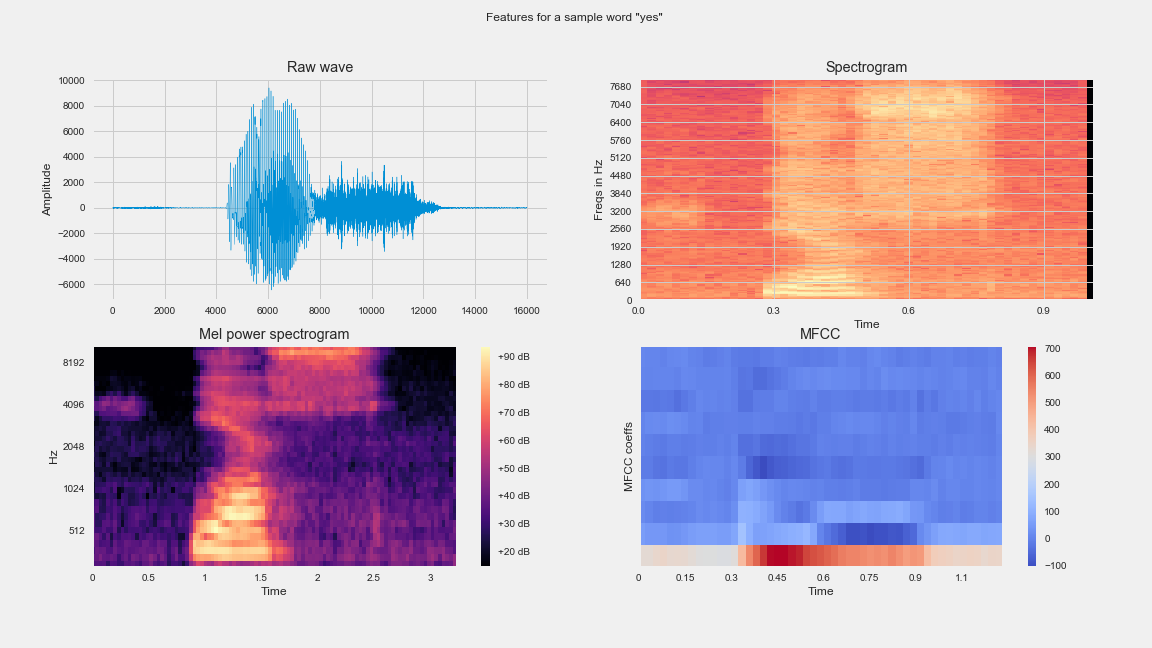 Features for a sample word "yes"
Raw wave
10000
8000
6000
4000
2000
0
−2000
−4000
−6000
Amplitude
0 2000 4000 6000 8000 10000 12000 14000 16000
Spectrogram
7680
7040
6400
5760
5120
4480
3840
3200
2560
1920
1280
640
0
Freqs in Hz
0.0 0.3 0.6 0.9
Time
Mel power spectrogram
8192
4096
2048
1024
512
Hz
0 0.5 1 1.5 2 2.5 3
Time
+90 dB
+80 dB
+70 dB
+60 dB
+50 dB
+40 dB
+30 dB
+20 dB
MFCC
MFCC coeffs
0 0.15 0.3 0.45 0.6 0.75 0.9 1.1
Time
700
600
500
400
300
200
100
0
−100